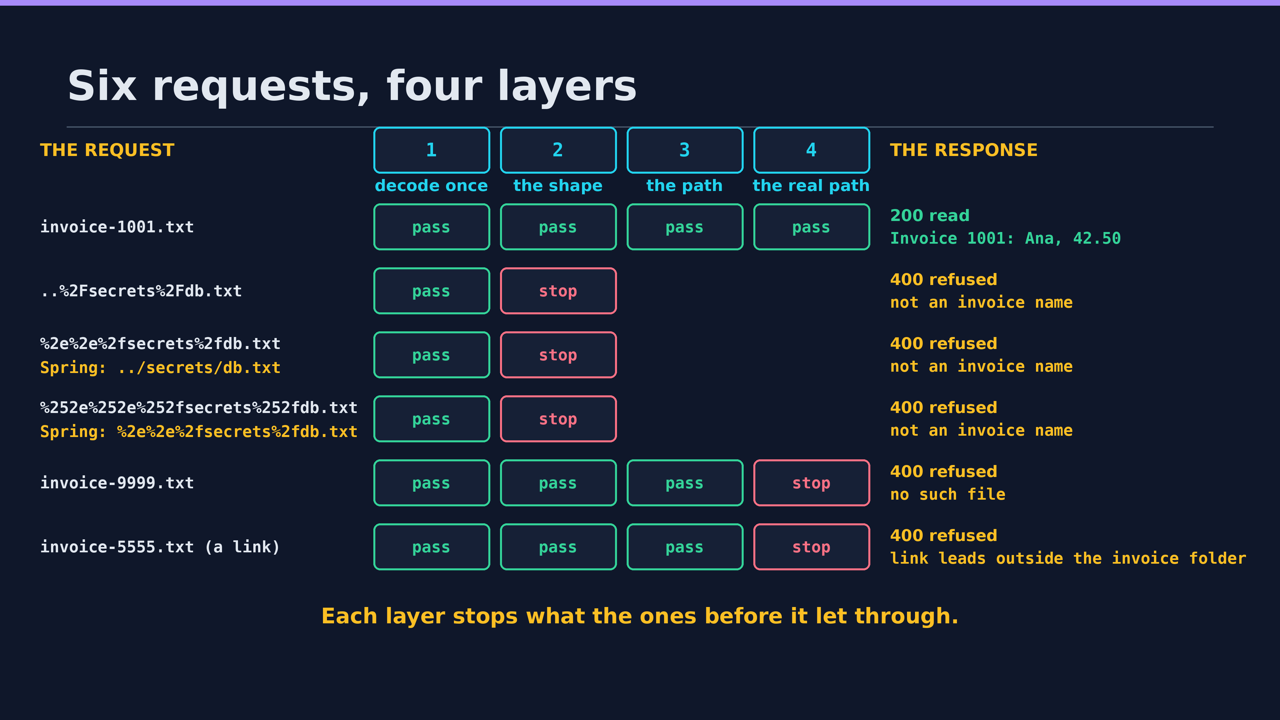 Six requests, four layers
THE REQUEST 1 2 3 4 THE RESPONSE
decode once the shape the path the real path
invoice-1001.txt pass pass pass pass 200 read
Invoice 1001: Ana, 42.50
..%2Fsecrets%2Fdb.txt pass stop 400 refused
not an invoice name
%2e%2e%2fsecrets%2fdb.txt pass stop 400 refused
Spring: ../secrets/db.txt not an invoice name
%252e%252e%252fsecrets%252fdb.txt pass stop 400 refused
Spring: %2e%2e%2fsecrets%2fdb.txt not an invoice name
invoice-9999.txt pass pass pass stop 400 refused
no such file
invoice-5555.txt (a link) pass pass pass stop 400 refused
link leads outside the invoice folder
Each layer stops what the ones before it let through.